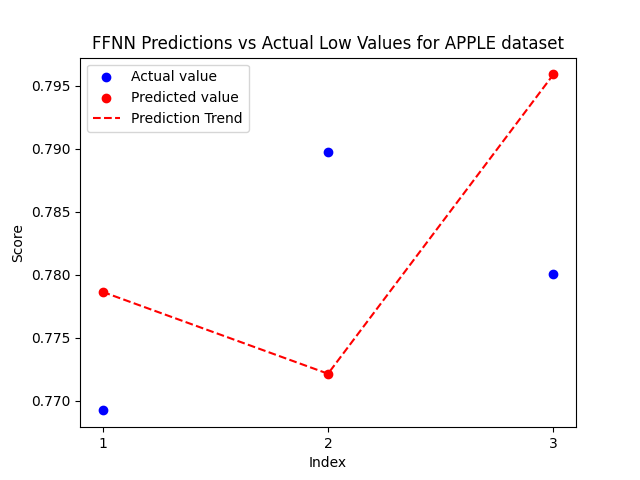 FFNN Predictions vs Actual Low Values for APPLE dataset
Actual value
Predicted value
Prediction Trend
0.795
0.790
0.785
0.780
0.775
0.770
Score
1 2 3
Index